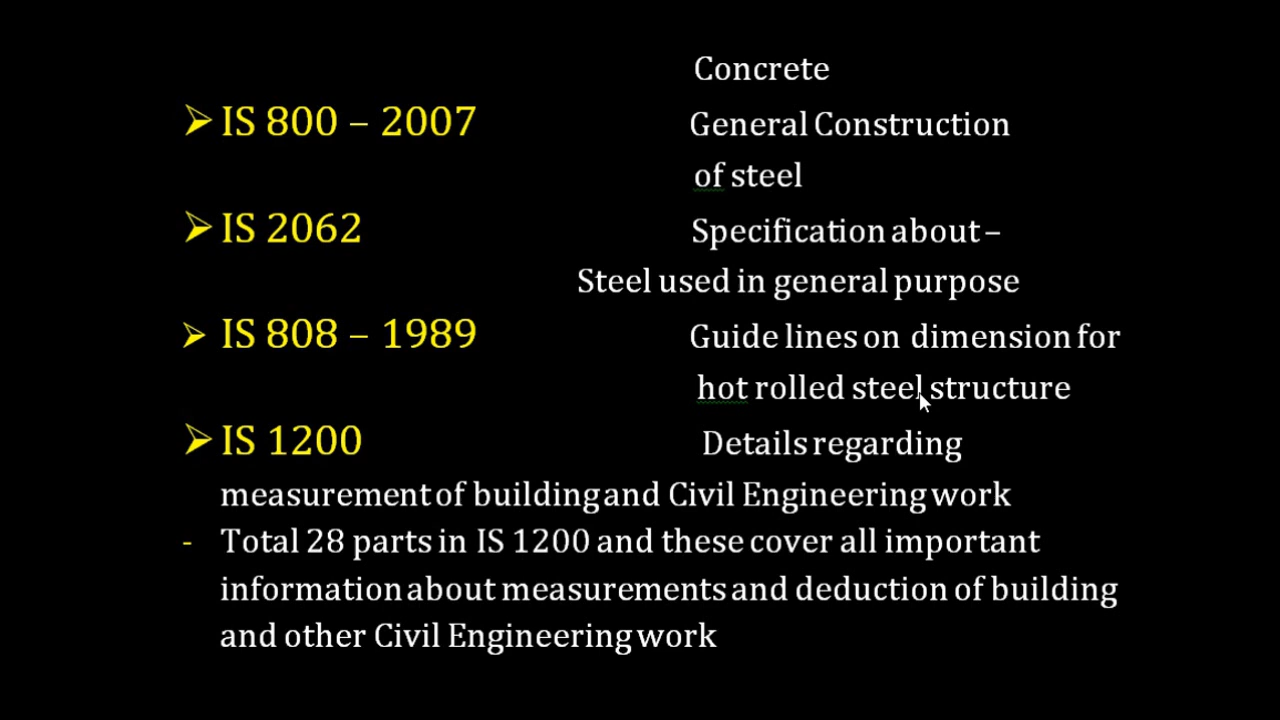 Concrete
➢ IS 800 – 2007 General Construction
of steel
➢ IS 2062 Specification about –
Steel used in general purpose
➢ IS 808 – 1989 Guide lines on dimension for
hot rolled steel structure
➢ IS 1200 Details regarding
measurement of building and Civil Engineering work
- Total 28 parts in IS 1200 and these cover all important
information about measurements and deduction of building
and other Civil Engineering work